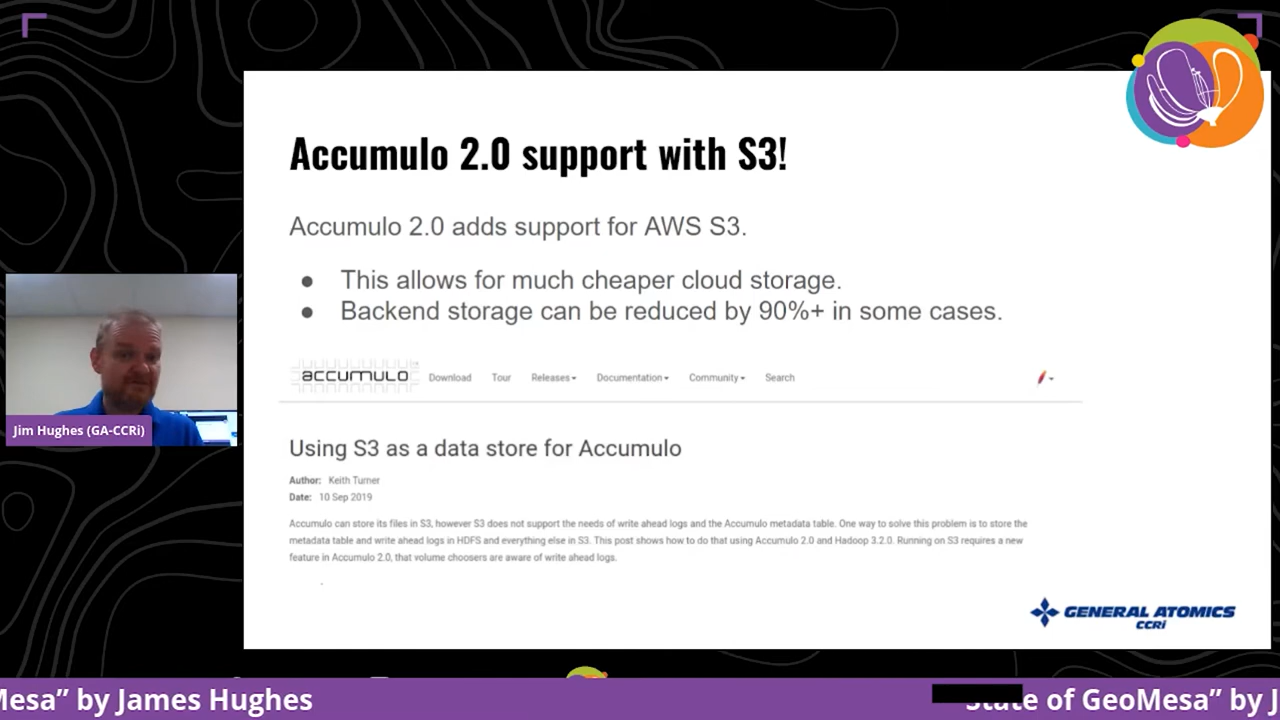 Accumulo 2.0 support with S3!
Accumulo 2.0 adds support for AWS S3.
● This allows for much cheaper cloud storage.
● Backend storage can be reduced by 90%+ in some cases.
accumulo Download Tour Releases Documentation Community Search
Using S3 as a data store for Accumulo
Author: Keith Turner
Date: 10 Sep 2019
Accumulo can store its files in S3, however S3 does not support the needs of write ahead logs and the Accumulo metadata table. One way to solve this problem is to store the
metadata table and write ahead logs in HDFS and everything else in S3. This post shows how to do that using Accumulo 2.0 and Hadoop 3.2.0. Running on S3 requires a new
feature in Accumulo 2.0, that volume choosers are aware of write ahead logs.
GENERAL ATOMICS
CCRi
Jim Hughes (GA-CCRi)
Mesa” by James Hughes
State of GeoMesa” by J